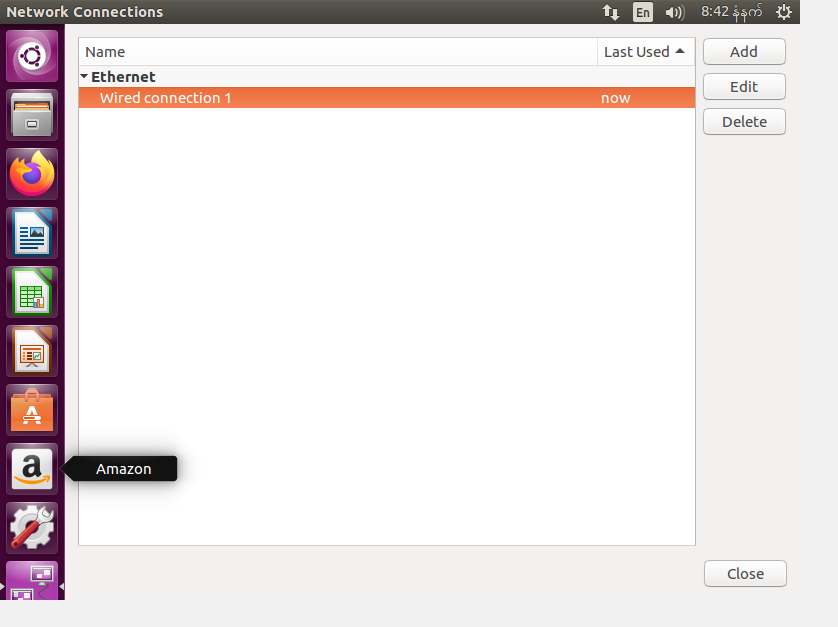 Network Connections
En
8:42 နံနက်
Name
Last Used
Add
Ethernet
Edit
Wired connection 1
now
Delete
Amazon
Close